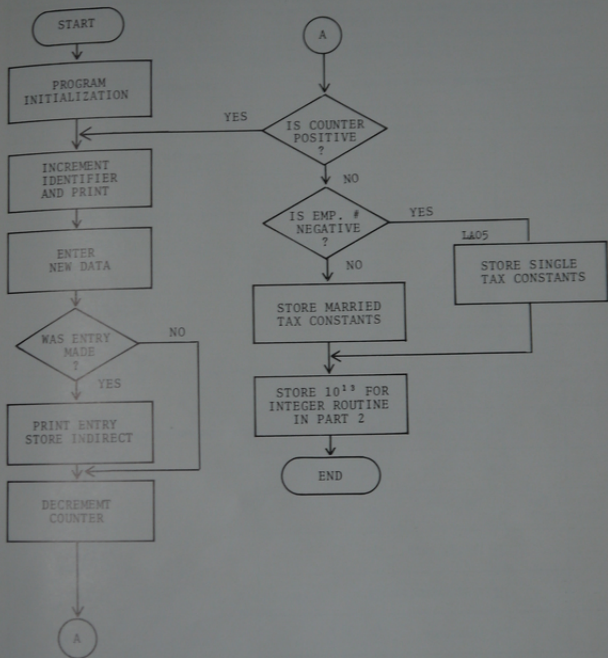 START
PROGRAM
INITIALIZATION
INCREMENT
IDENTIFIER
AND PRINT
ENTER
NEW DATA
WAS ENTRY
MADE
?
NO
YES
PRINT ENTRY
STORE INDIRECT
DECREMEMT
COUNTER
A
A
IS COUNTER
POSITIVE
?
YES
NO
IS EMP. #
NEGATIVE
?
YES
NO
LA05
STORE SINGLE
TAX CONSTANTS
STORE MARRIED
TAX CONSTANTS
STORE 10¹³ FOR
INTEGER ROUTINE
IN PART 2
END